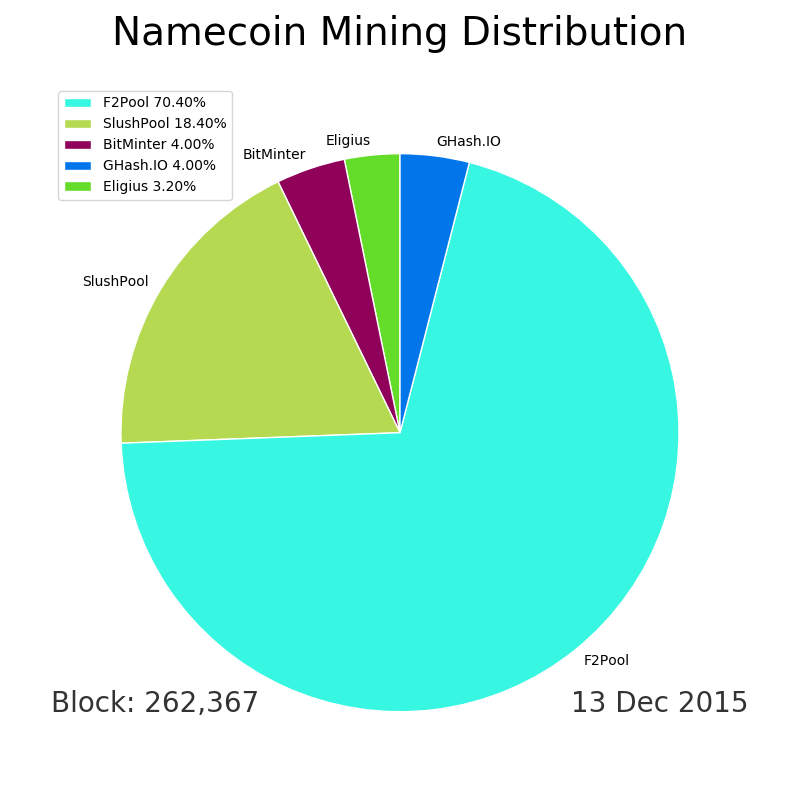 Namecoin Mining Distribution
F2Pool 70.40%
SlushPool 18.40%
BitMinter 4.00%
GHash.IO 4.00%
Eligius 3.20%
Eligius
GHash.IO
BitMinter
SlushPool
F2Pool
Block: 262,367
13 Dec 2015